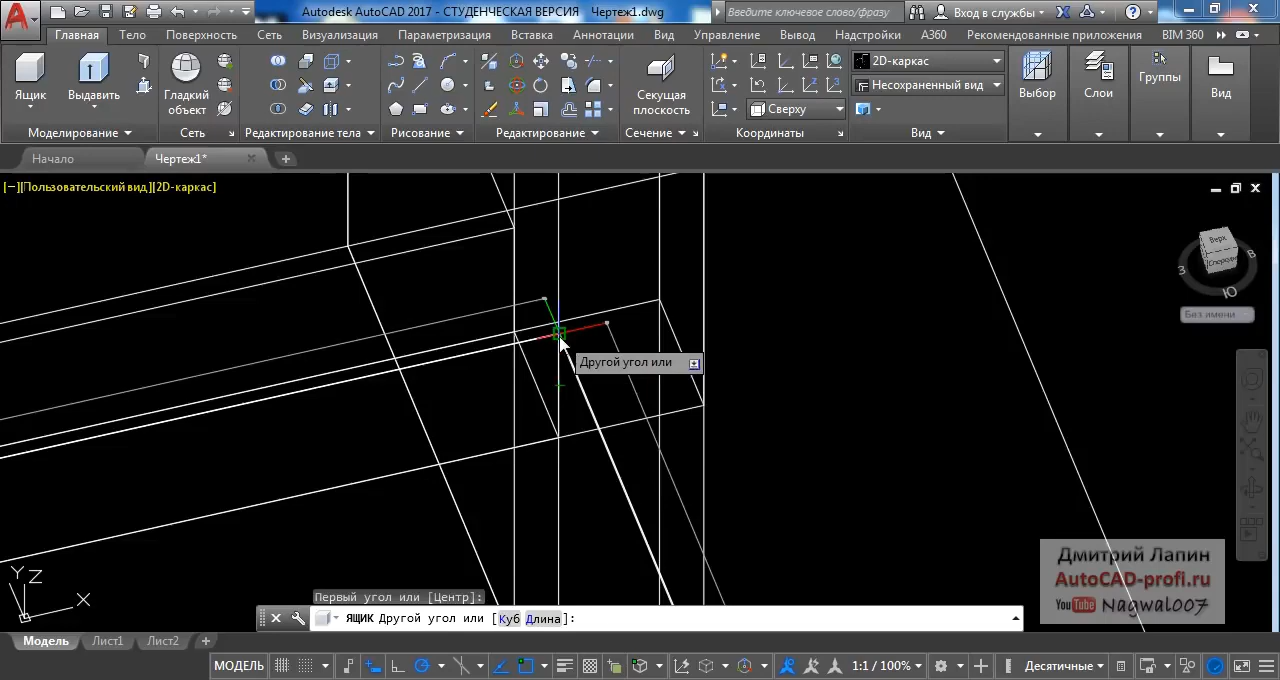 Autodesk AutoCAD 2017 - СТУДЕНЧЕСКАЯ ВЕРСИЯ Чертеж1.dwg
Введите ключевое слово/фразу
Вход в службы
Главная Тело Поверхность Сеть Визуализация Параметризация Вставка Аннотации Вид Управление Вывод Надстройки A360 Рекомендованные приложения BIM 360
Ящик
Выдавить
Гладкий объект
Секущая плоскость
Сверху
2D-каркас
Несохраненный вид
Выбор
Слои
Группы
Вид
Моделирование
Сеть
Редактирование тела
Рисование
Редактирование
Сечение
Координаты
Вид
Начало
Чертеж1*
[−][Пользовательский вид][2D-каркас]
Верх
Спереди
З
В
Ю
Без имени
Другой угол или
Дмитрий Лапин
AutoCAD-profi.ru
YouTube Nagwal007
Y
Z
X
Первый угол или [Центр]:
ЯЩИК Другой угол или [Куб Длина]:
Модель Лист1 Лист2
МОДЕЛЬ
1:1 / 100%
Десятичные